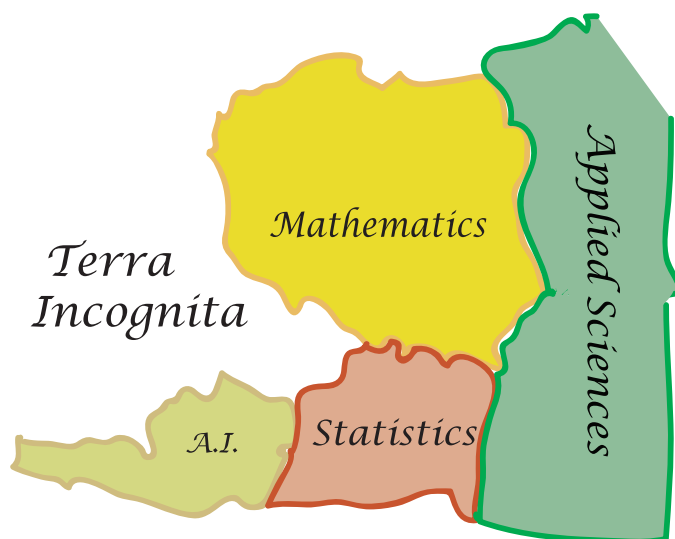 Mathematics
Applied Sciences
Terra
Incognita
Statistics
A.I.